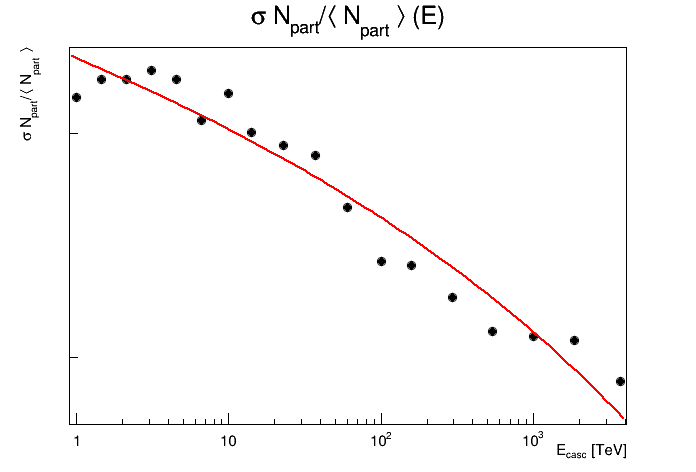 σ N_part/⟨ N_part ⟩ (E)
σ N_part/⟨ N_part ⟩
1 10 10² 10³
E_casc [TeV]